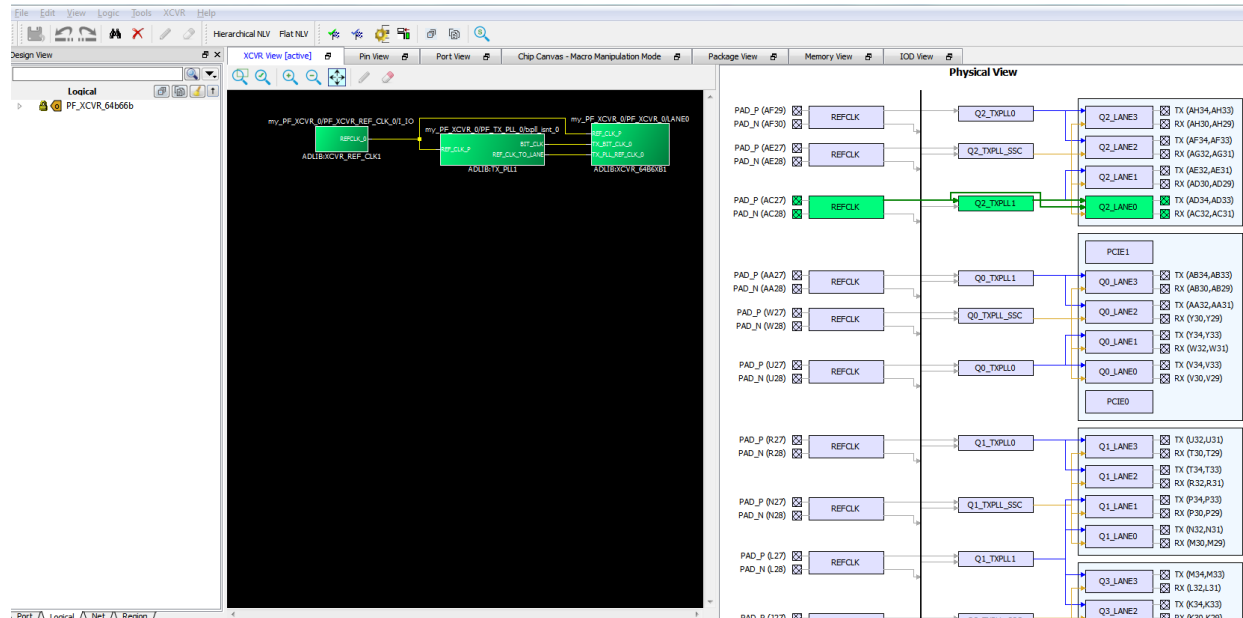 File Edit View Logic Tools XCVR Help
Hierarchical NLV Flat NLV
Design View
XCVR View [active] Pin View Port View Chip Canvas - Macro Manipulation Mode Package View Memory View IOD View
Logical
PF_XCVR_64b66b
my_PF_XCVR_0/PF_XCVR_REF_CLK_0/I_IO
REFCLK_0
ADLIB:XCVR_REF_CLK1
my_PF_XCVR_0/PF_TX_PLL_0/txpll_isnt_0
REF_CLK_P
BIT_CLK
REF_CLK_TO_LANE
ADLIB:TX_PLL1
my_PF_XCVR_0/PF_XCVR_0/LANE0
REF_CLK_P
TX_BIT_CLK_0
TX_PLL_REF_CLK_0
ADLIB:XCVR_64B6XB1
Physical View
PAD_P (AF29)
PAD_N (AF30)
REFCLK
Q2_TXPLL0
Q2_LANE3
TX (AH34,AH33)
RX (AH30,AH29)
PAD_P (AE27)
PAD_N (AE28)
REFCLK
Q2_TXPLL_SSC
Q2_LANE2
TX (AF34,AF33)
RX (AG32,AG31)
Q2_LANE1
TX (AE32,AE31)
RX (AD30,AD29)
PAD_P (AC27)
PAD_N (AC28)
REFCLK
Q2_TXPLL1
Q2_LANE0
TX (AD34,AD33)
RX (AC32,AC31)
PCIE1
PAD_P (AA27)
PAD_N (AA28)
REFCLK
Q0_TXPLL1
Q0_LANE3
TX (AB34,AB33)
RX (AB30,AB29)
PAD_P (W27)
PAD_N (W28)
REFCLK
Q0_TXPLL_SSC
Q0_LANE2
TX (AA32,AA31)
RX (Y30,Y29)
Q0_LANE1
TX (Y34,Y33)
RX (W32,W31)
PAD_P (U27)
PAD_N (U28)
REFCLK
Q0_TXPLL0
Q0_LANE0
TX (V34,V33)
RX (V30,V29)
PCIE0
PAD_P (R27)
PAD_N (R28)
REFCLK
Q1_TXPLL0
Q1_LANE3
TX (U32,U31)
RX (T30,T29)
Q1_LANE2
TX (T34,T33)
RX (R32,R31)
PAD_P (N27)
PAD_N (N28)
REFCLK
Q1_TXPLL_SSC
Q1_LANE1
TX (P34,P33)
RX (P30,P29)
Q1_LANE0
TX (N32,N31)
RX (M30,M29)
PAD_P (L27)
PAD_N (L28)
REFCLK
Q1_TXPLL1
Q3_LANE3
TX (M34,M33)
RX (L32,L31)
Q3_LANE2
TX (K34,K33)
Port Logical Net Region